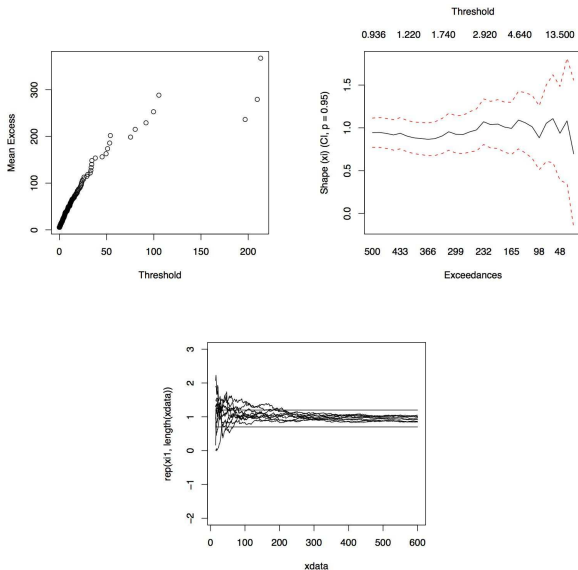 Mean Excess
300
200
100
0
0 50 100 150 200
Threshold
Threshold
0.936 1.220 1.740 2.920 4.640 13.500
Shape (xi) (CI, p = 0.95)
1.5
1.0
0.5
0.0
500 433 366 299 232 165 98 48
Exceedances
rep(xi1, length(xdata))
3
2
1
0
-1
-2
0 100 200 300 400 500 600
xdata